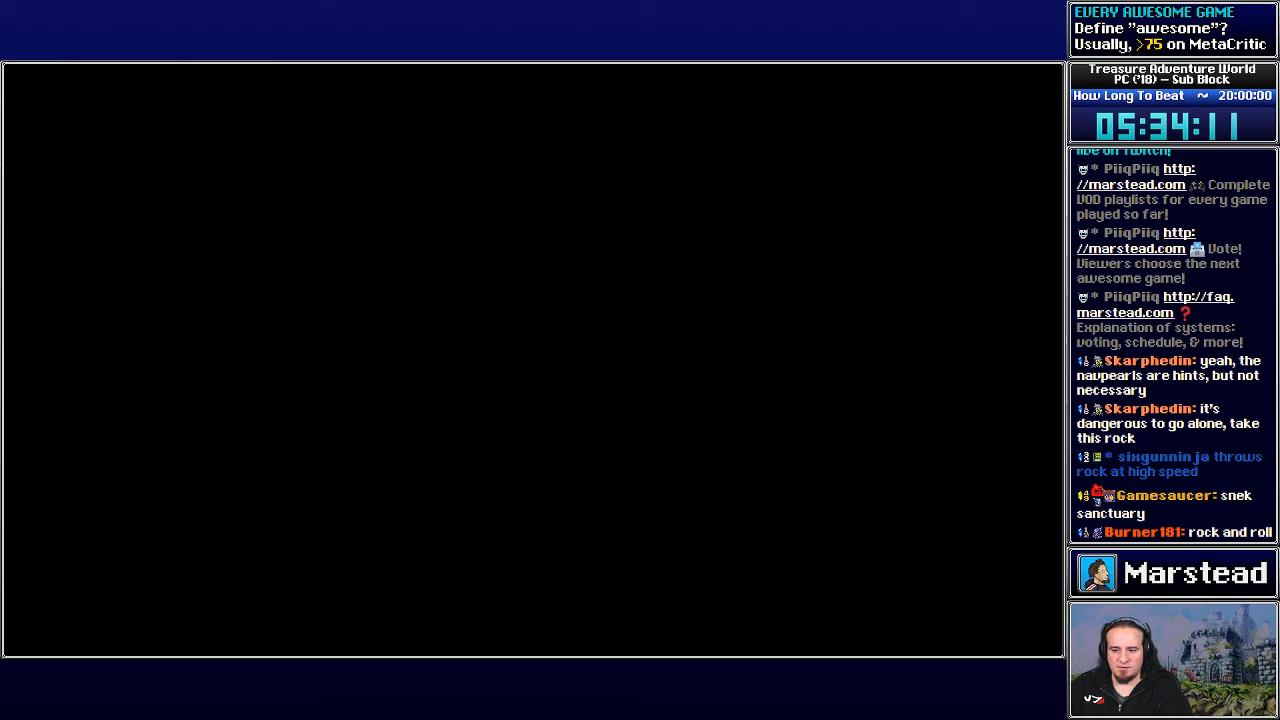 EVERY AWESOME GAME
Define "awesome"?
Usually, >75 on MetaCritic
Treasure Adventure World
PC ('18) – Sub Block
How Long To Beat ~ 20:00:00
05:34:11
live on Twitch!
* PiiqPiiq http:
//marstead.com Complete
VOD playlists for every game
played so far!
* PiiqPiiq http:
//marstead.com Vote!
Viewers choose the next
awesome game!
* PiiqPiiq http://faq.
marstead.com ❓
Explanation of systems:
voting, schedule, & more!
Skarphedin: yeah, the
navpearls are hints, but not
necessary
Skarphedin: it's
dangerous to go alone, take
this rock
* sixgunnin ja throws
rock at high speed
Gamesaucer: snek
sanctuary
Burner181: rock and roll
Marstead